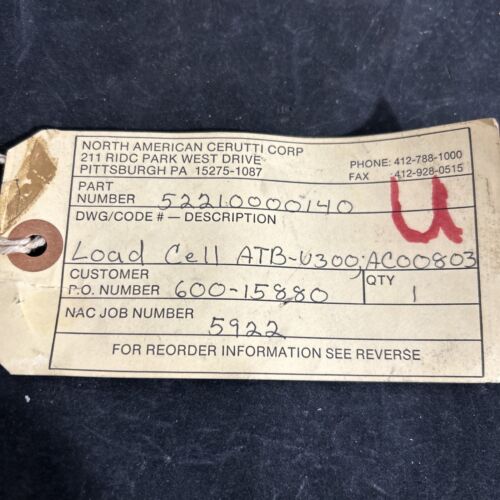 NORTH AMERICAN CERUTTI CORP
211 RIDC PARK WEST DRIVE
PITTSBURGH PA 15275-1087
PHONE: 412-788-1000
FAX :412-928-0515
PART NUMBER 52210000140
U
DWG/CODE # — DESCRIPTION
Load Cell ATB-U300; AC00803
CUSTOMER P.O. NUMBER 600-15880
QTY 1
NAC JOB NUMBER 5922
FOR REORDER INFORMATION SEE REVERSE